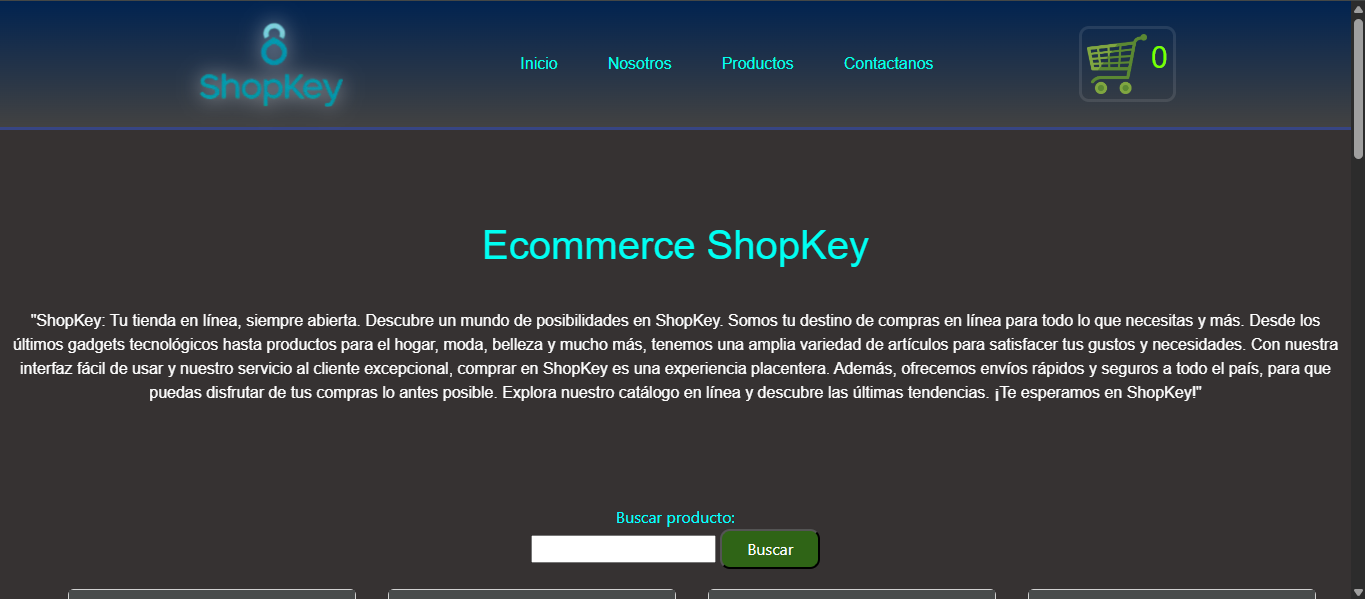 ShopKey
Inicio
Nosotros
Productos
Contactanos
0
Ecommerce ShopKey
"ShopKey: Tu tienda en línea, siempre abierta. Descubre un mundo de posibilidades en ShopKey. Somos tu destino de compras en línea para todo lo que necesitas y más. Desde los
últimos gadgets tecnológicos hasta productos para el hogar, moda, belleza y mucho más, tenemos una amplia variedad de artículos para satisfacer tus gustos y necesidades. Con nuestra
interfaz fácil de usar y nuestro servicio al cliente excepcional, comprar en ShopKey es una experiencia placentera. Además, ofrecemos envíos rápidos y seguros a todo el país, para que
puedas disfrutar de tus compras lo antes posible. Explora nuestro catálogo en línea y descubre las últimas tendencias. ¡Te esperamos en ShopKey!"
Buscar producto:
Buscar